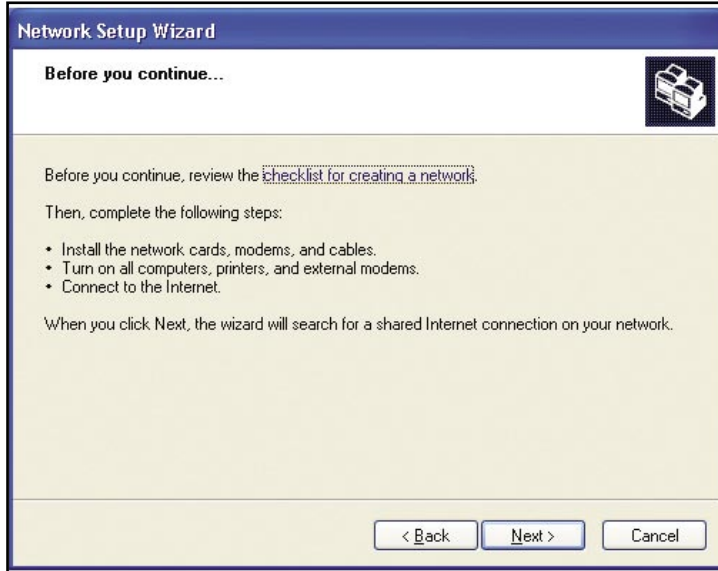 Network Setup Wizard
Before you continue...
Before you continue, review the checklist for creating a network.
Then, complete the following steps:
• Install the network cards, modems, and cables.
• Turn on all computers, printers, and external modems.
• Connect to the Internet.
When you click Next, the wizard will search for a shared Internet connection on your network.
< Back
Next >
Cancel